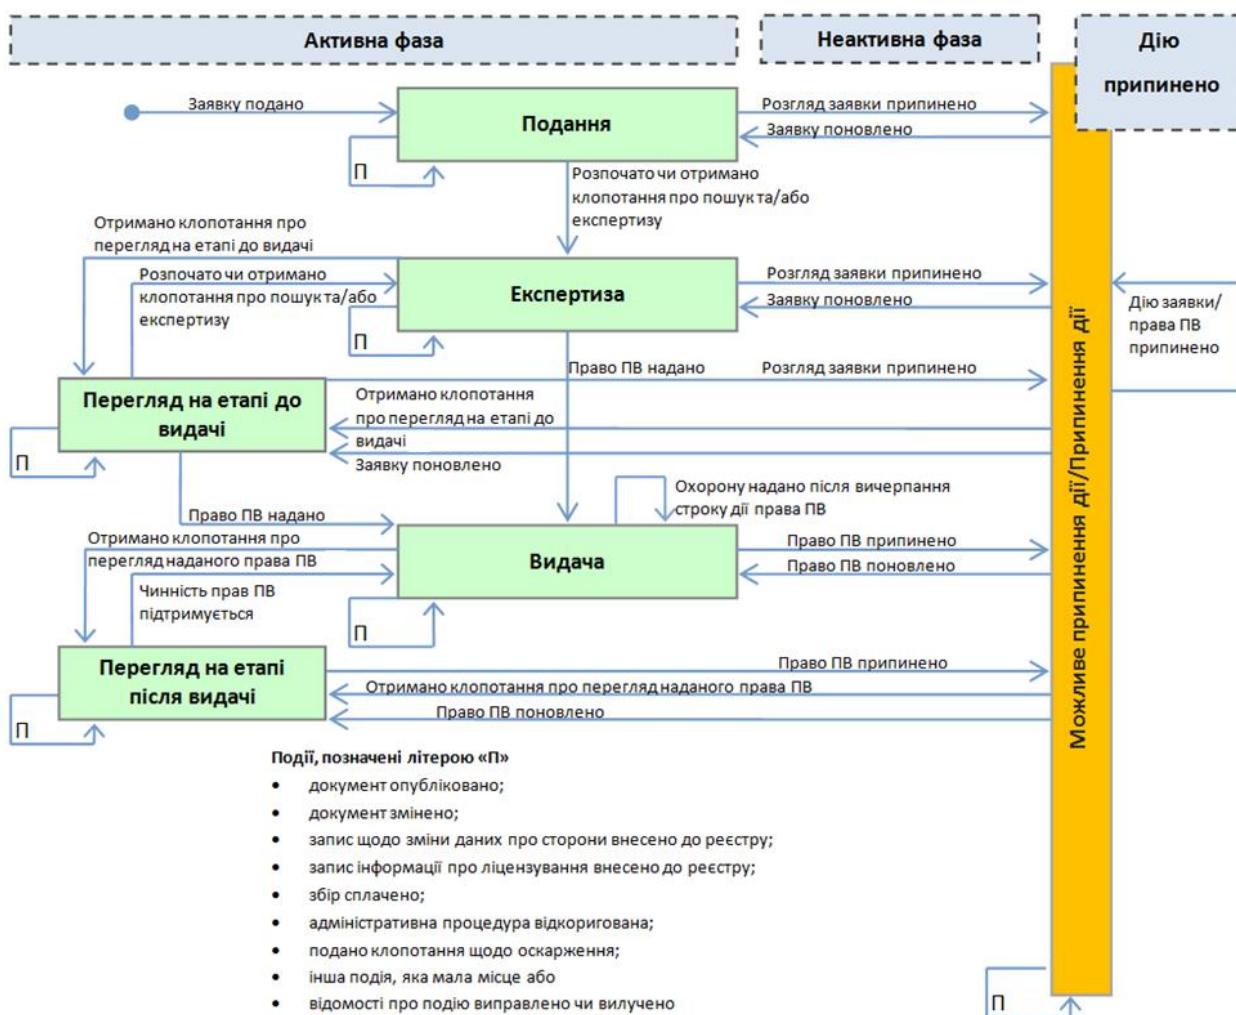 Активна фаза
Неактивна фаза
Дію
припинено
Заявку подано
Подання
Розгляд заявки припинено
Заявку поновлено
П
Розпочато чи отримано
клопотання про пошук та/або
експертизу
Отримано клопотання про
перегляд на етапі до видачі
Розпочато чи отримано
клопотання про пошук та/або
експертизу
Експертиза
Розгляд заявки припинено
Заявку поновлено
П
Дію заявки/
права ПВ
припинено
Право ПВ надано
Розгляд заявки припинено
Перегляд на етапі до
видачі
Отримано клопотання
про перегляд на етапі до
видачі
Заявку поновлено
П
Охорону надано після вичерпання
строку дії права ПВ
Право ПВ надано
Отримано клопотання про
перегляд наданого права ПВ
Видача
Право ПВ припинено
Право ПВ поновлено
Чинність прав ПВ
підтримується
П
Перегляд на етапі
після видачі
Право ПВ припинено
Отримано клопотання про перегляд наданого права ПВ
Право ПВ поновлено
П
Можливе припинення дії/Припинення дії
Події, позначені літерою «П»
• документ опубліковано;
• документ змінено;
• запис щодо зміни даних про сторони внесено до реєстру;
• запис інформації про ліцензування внесено до реєстру;
• збір сплачено;
• адміністративна процедура відкоригована;
• подано клопотання щодо оскарження;
• інша подія, яка мала місце або
• відомості про подію виправлено чи вилучено
П